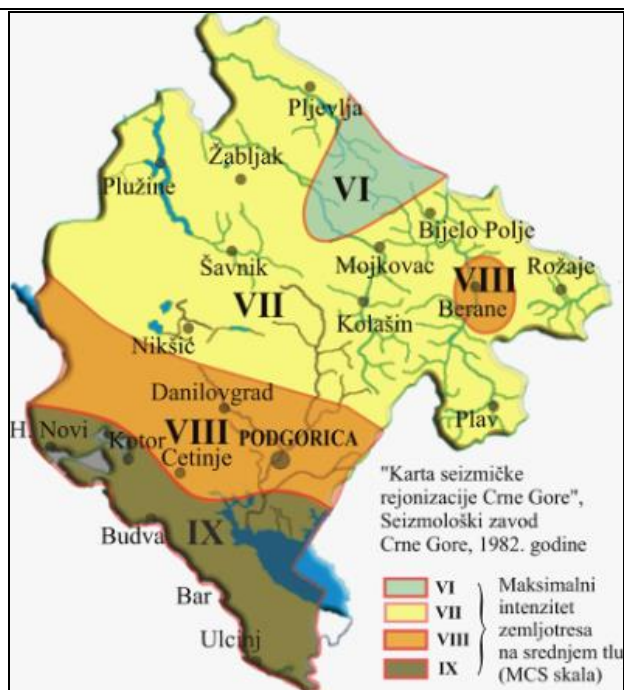 Pljevlja
Žabljak
Plužine
VI
Bijelo Polje
Šavnik
Mojkovac
VIII
Rožaje
VII
Berane
Kolašin
Nikšić
Danilovgrad
Plav
H. Novi
VIII
PODGORICA
Kotor
Cetinje
"Karta seizmičke
rejonizacije Crne Gore",
Seizmološki zavod
Crne Gore, 1982. godine
IX
Budva
Bar
Ulcinj
VI
VII
VIII
IX
Maksimalni
intenzitet
zemljotresa
na srednjem tlu
(MCS skala)